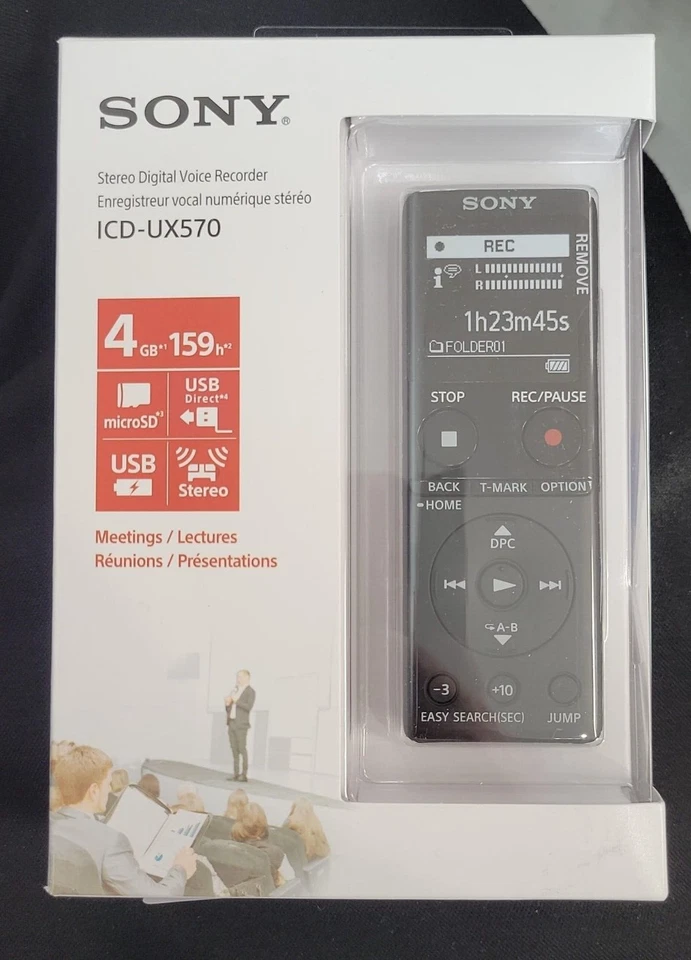 SONY®
Stereo Digital Voice Recorder
Enregistreur vocal numérique stéréo
ICD-UX570
4GB*1 159h*2
microSD*3
USB
Direct*4
USB
Stereo
Meetings / Lectures
Réunions / Présentations
SONY
REC
REMOVE
L
R
1h23m45s
FOLDER01
STOP REC/PAUSE
BACK T-MARK OPTION
HOME
DPC
A-B
-3 +10
EASY SEARCH(SEC) JUMP